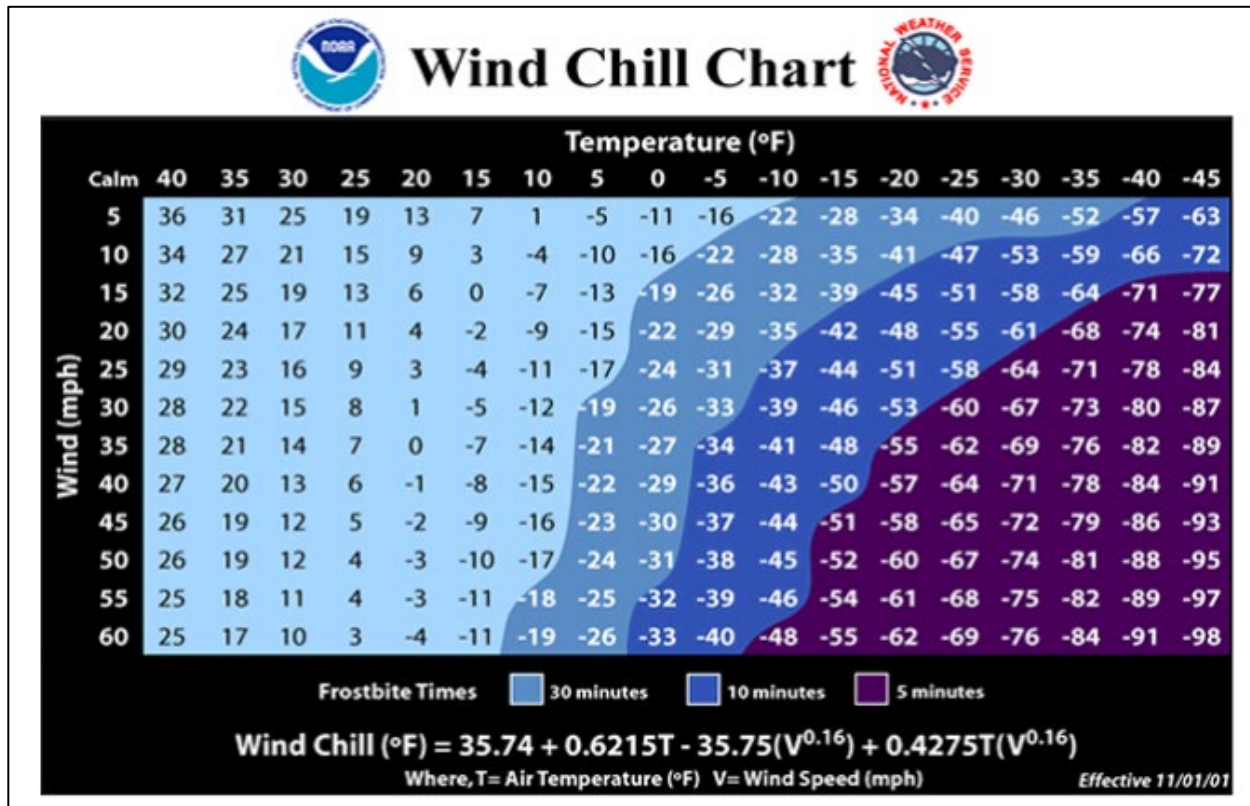 NOAA
Wind Chill Chart
NATIONAL WEATHER SERVICE
Temperature (ºF)
Calm 40 35 30 25 20 15 10 5 0 -5 -10 -15 -20 -25 -30 -35 -40 -45
5 36 31 25 19 13 7 1 -5 -11 -16 -22 -28 -34 -40 -46 -52 -57 -63
10 34 27 21 15 9 3 -4 -10 -16 -22 -28 -35 -41 -47 -53 -59 -66 -72
15 32 25 19 13 6 0 -7 -13 -19 -26 -32 -39 -45 -51 -58 -64 -71 -77
20 30 24 17 11 4 -2 -9 -15 -22 -29 -35 -42 -48 -55 -61 -68 -74 -81
25 29 23 16 9 3 -4 -11 -17 -24 -31 -37 -44 -51 -58 -64 -71 -78 -84
30 28 22 15 8 1 -5 -12 -19 -26 -33 -39 -46 -53 -60 -67 -73 -80 -87
35 28 21 14 7 0 -7 -14 -21 -27 -34 -41 -48 -55 -62 -69 -76 -82 -89
40 27 20 13 6 -1 -8 -15 -22 -29 -36 -43 -50 -57 -64 -71 -78 -84 -91
45 26 19 12 5 -2 -9 -16 -23 -30 -37 -44 -51 -58 -65 -72 -79 -86 -93
50 26 19 12 4 -3 -10 -17 -24 -31 -38 -45 -52 -60 -67 -74 -81 -88 -95
55 25 18 11 4 -3 -11 -18 -25 -32 -39 -46 -54 -61 -68 -75 -82 -89 -97
60 25 17 10 3 -4 -11 -19 -26 -33 -40 -48 -55 -62 -69 -76 -84 -91 -98
Wind (mph)
Frostbite Times 30 minutes 10 minutes 5 minutes
Wind Chill (ºF) = 35.74 + 0.6215T - 35.75(V^0.16) + 0.4275T(V^0.16)
Where, T= Air Temperature (ºF) V= Wind Speed (mph) Effective 11/01/01